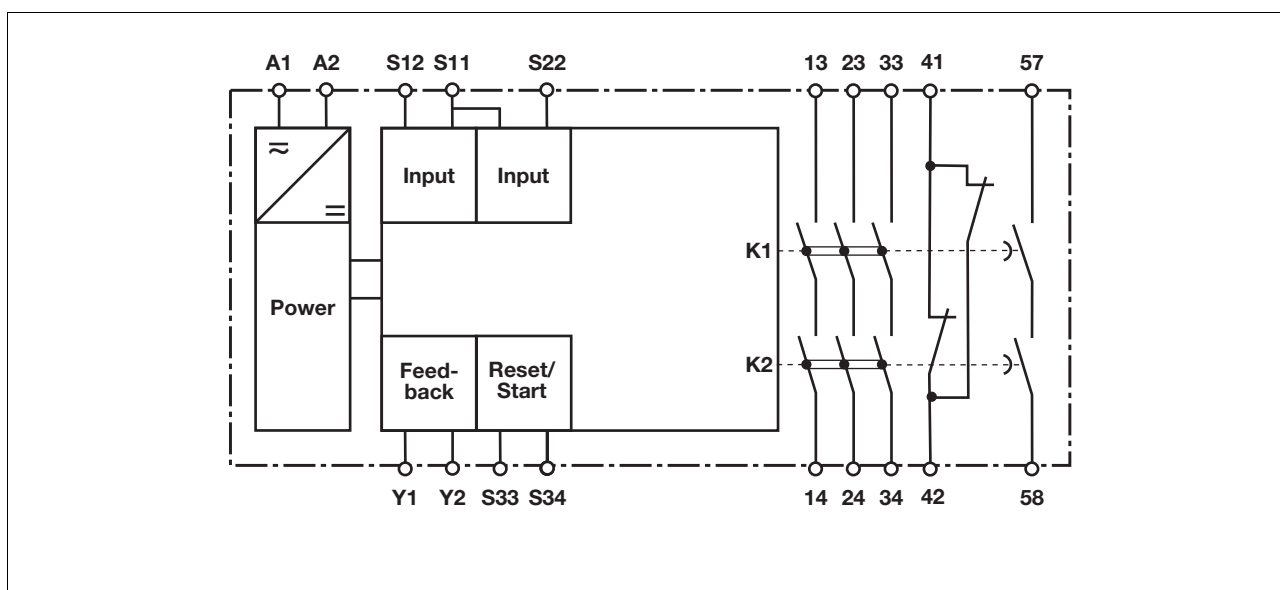 A1 A2 S12 S11 S22 13 23 33 41 57
Input Input
K1
Power
K2
Feed-
back
Reset/
Start
Y1 Y2 S33 S34 14 24 34 42 58